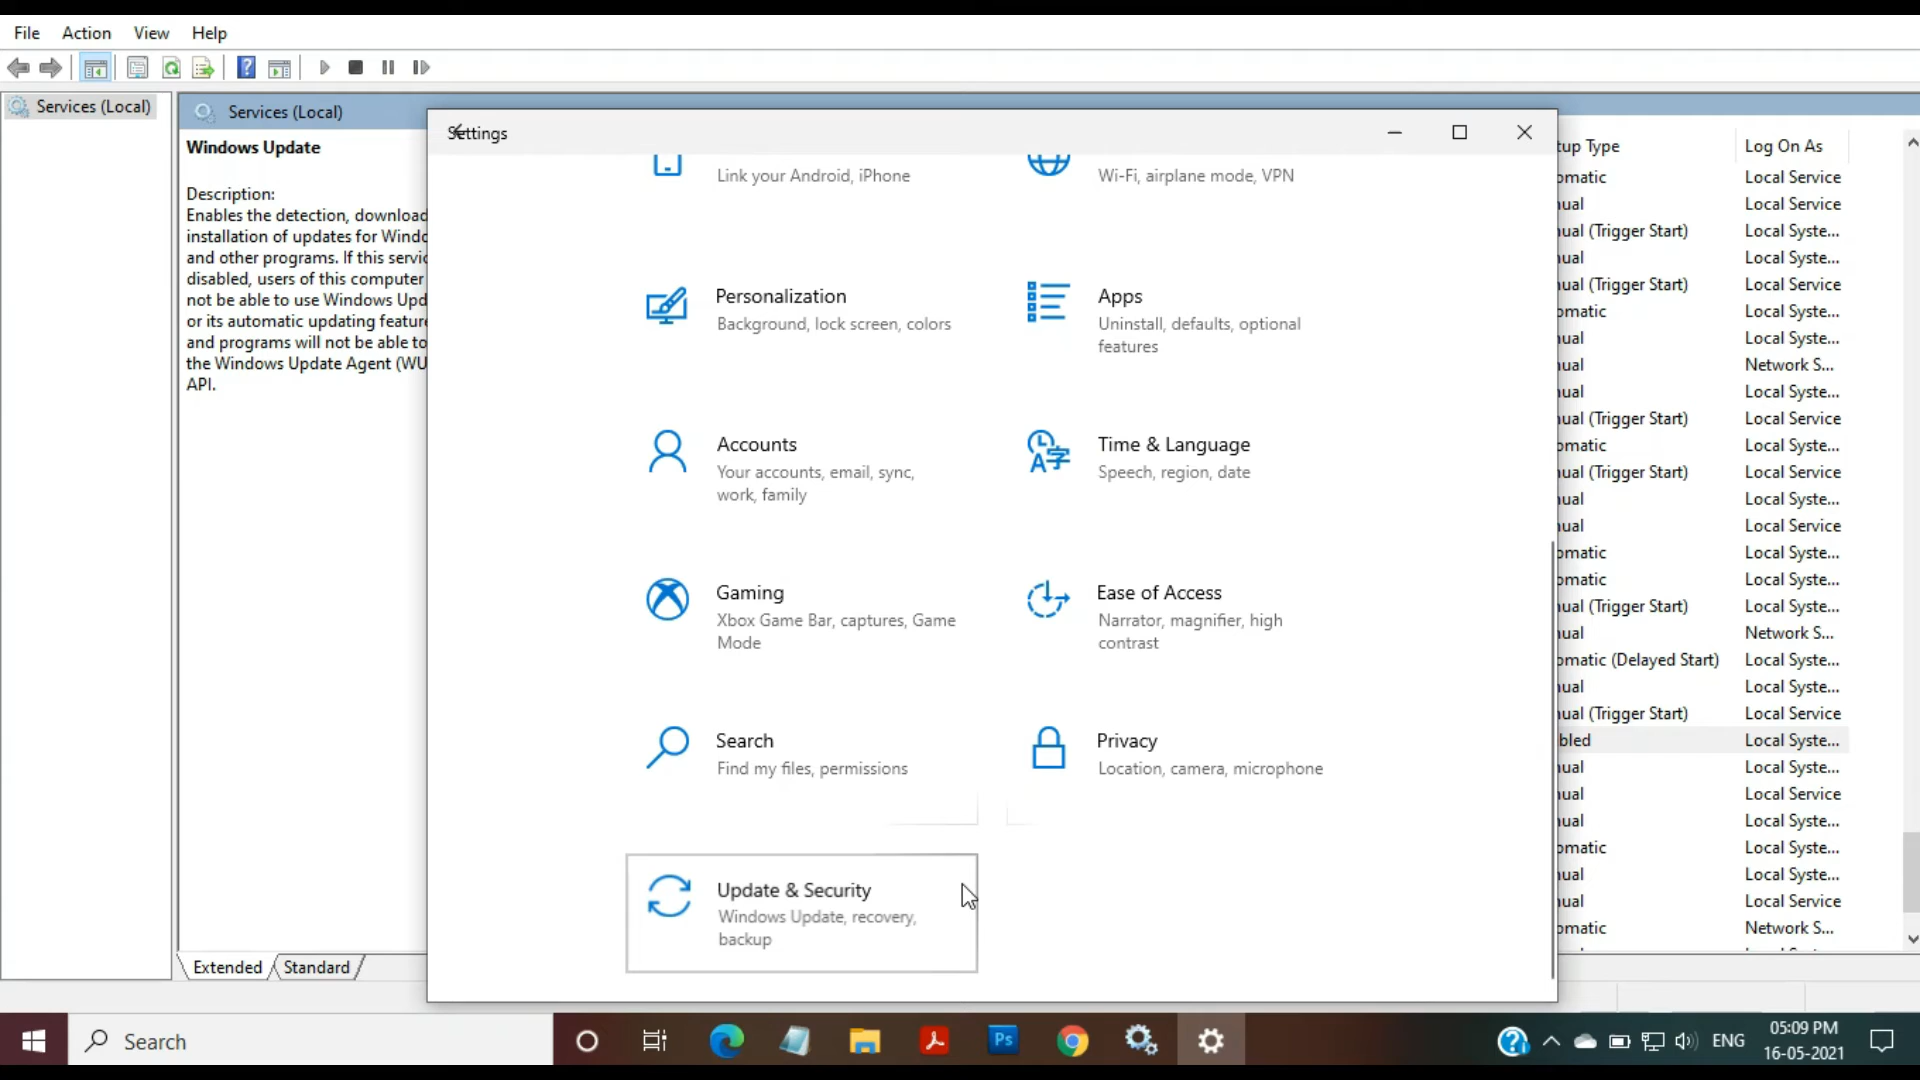 File Action View Help
Services (Local)
Services (Local)
Windows Update
Description:
Enables the detection, download
installation of updates for
and other programs. If this
disabled, users of this computer
not be able to use Windows
or its automatic updating
and programs will not be able to
the Windows Update Agent
API.
Extended Standard
Settings
Link your Android, iPhone
Wi-Fi, airplane mode, VPN
Personalization
Background, lock screen, colors
Apps
Uninstall, defaults, optional
features
Accounts
Your accounts, email, sync,
work, family
Time & Language
Speech, region, date
Gaming
Xbox Game Bar, captures, Game
Mode
Ease of Access
Narrator, magnifier, high
contrast
Search
Find my files, permissions
Privacy
Location, camera, microphone
Update & Security
Windows Update, recovery,
backup
Type Log On As
omatic Local Service
ual Local Service
ual (Trigger Start) Local Syste...
ual Local Syste...
ual (Trigger Start) Local Service
omatic Local Service
ual Local Syste...
ual Network S...
ual Local Syste...
ual (Trigger Start) Local Service
omatic Local Syste...
ual (Trigger Start) Local Service
ual Local Syste...
ual Local Service
omatic Local Syste...
omatic Local Syste...
ual (Trigger Start) Local Service
ual Network S...
omatic (Delayed Start) Local Syste...
ual Local Syste...
ual (Trigger Start) Local Service
bled Local Syste...
ual Local Syste...
ual Local Service
ual Local Syste...
omatic Local Syste...
ual Local Syste...
ual Local Service
omatic Network S...
Search
Ps
ENG
05:09 PM
16-05-2021